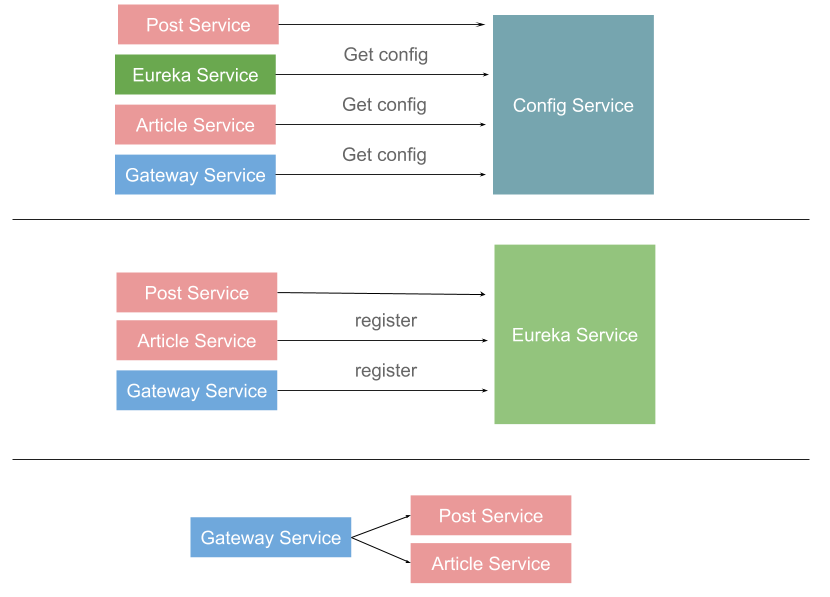 Post Service
Get config
Eureka Service
Get config
Article Service
Config Service
Get config
Gateway Service
Post Service
register
Article Service
Eureka Service
register
Gateway Service
Post Service
Gateway Service
Article Service